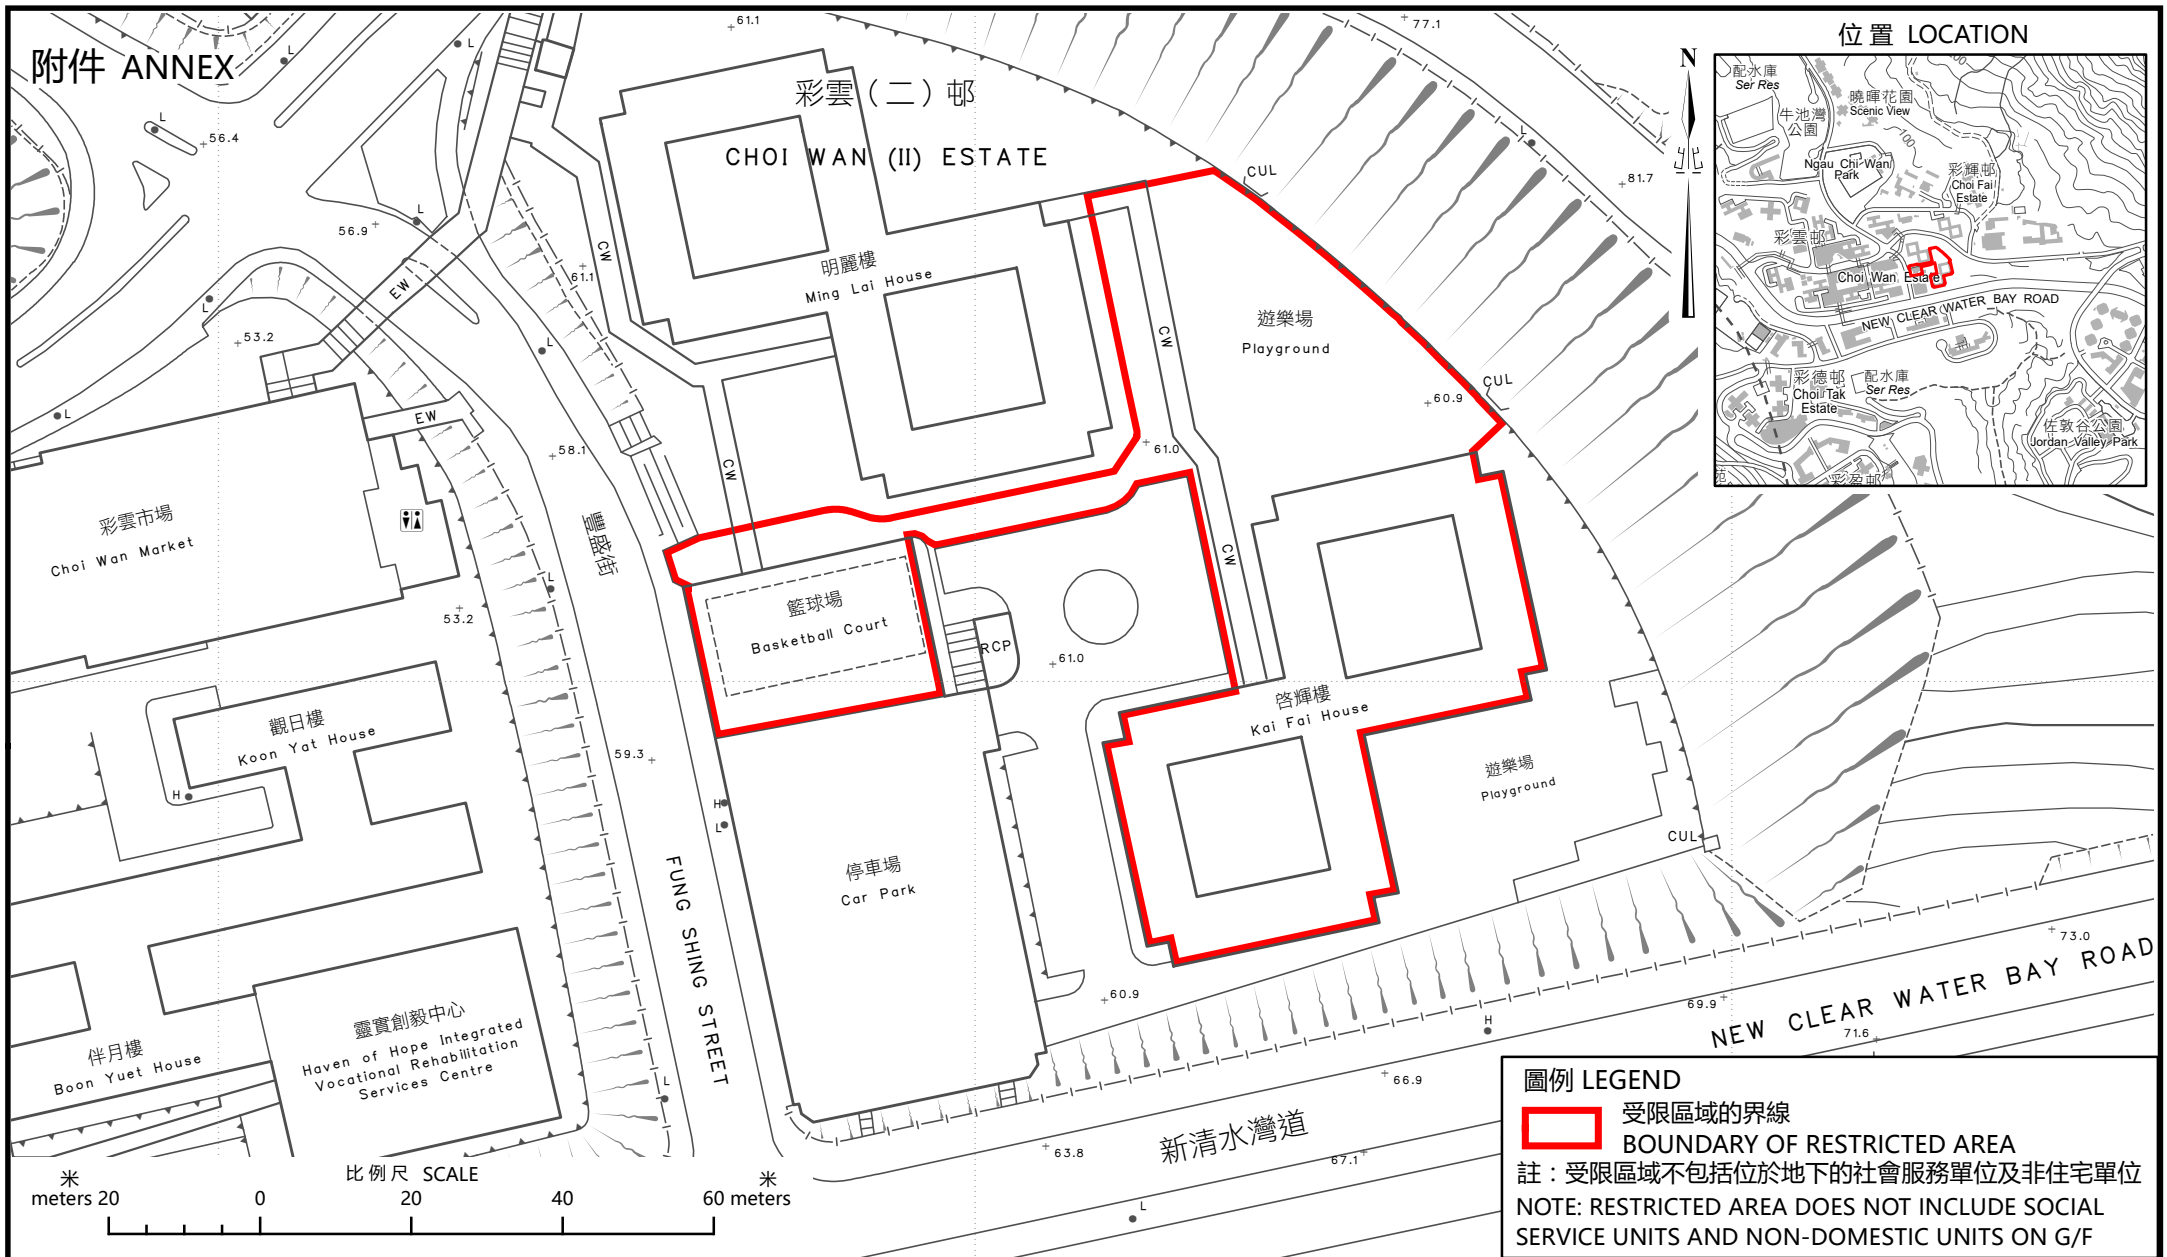 附件 ANNEX
彩雲（二）邨
CHOI WAN (II) ESTATE
明麗樓
Ming Lai House
遊樂場
Playground
彩雲市場
Choi Wan Market
豐盛街
FUNG SHING STREET
籃球場
Basketball Court
RCP
啓輝樓
Kai Fai House
遊樂場
Playground
觀日樓
Koon Yat House
停車場
Car Park
伴月樓
Boon Yuet House
靈實創毅中心
Haven of Hope Integrated
Vocational Rehabilitation
Services Centre
新清水灣道
NEW CLEAR WATER BAY ROAD
61.1
77.1
56.4
81.7
56.9
61.1
53.2
60.9
58.1
61.0
53.2
61.0
59.3
60.9
73.0
69.9
71.6
66.9
63.8
67.1
CUL
CUL
CUL
CW
CW
CW
CW
EW
EW
L
L
L
L
L
L
L
L
L
L
L
L
H
H
H
N
位置 LOCATION
配水庫
Ser Res
曉暉花園
Scenic View
牛池灣
公園
Ngau Chi Wan
Park
彩輝邨
Choi Fai
Estate
彩雲邨
Choi Wan Estate
NEW CLEAR WATER BAY ROAD
彩德邨
Choi Tak
Estate
配水庫
Ser Res
佐敦谷公園
Jordan Valley Park
彩盈邨
100
100
比例尺 SCALE
米
meters 20 0 20 40 60 meters
米
圖例 LEGEND
受限區域的界線
BOUNDARY OF RESTRICTED AREA
註：受限區域不包括位於地下的社會服務單位及非住宅單位
NOTE: RESTRICTED AREA DOES NOT INCLUDE SOCIAL
SERVICE UNITS AND NON-DOMESTIC UNITS ON G/F